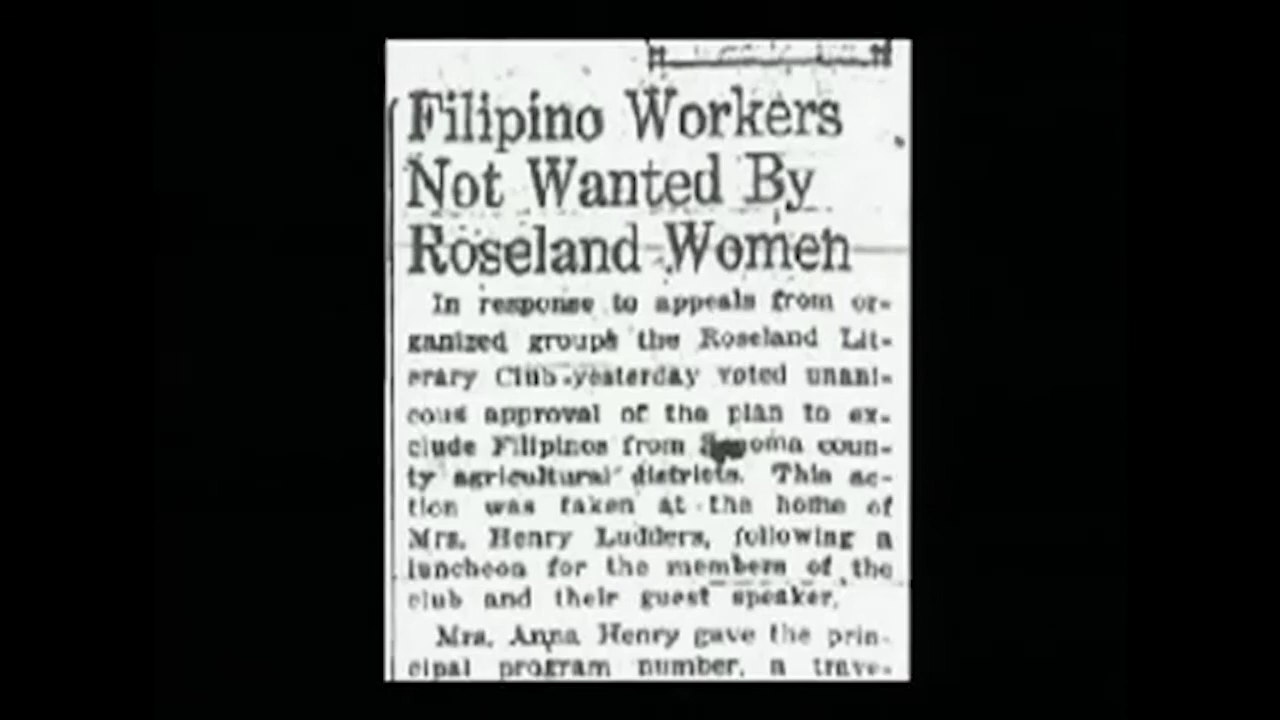 Filipino Workers
Not Wanted By
Roseland Women
In response to appeals from or-
ganized groups the Roseland Lit-
erary Club yesterday voted unani-
cous approval of the plan to ex-
clude Filipinos from Sonoma coun-
ty agricultural districts. This ac-
tion was taken at the home of
Mrs. Henry Ludders, following a
luncheon for the members of the
club and their guest speaker.
Mrs. Anna Henry gave the prin-
cipal program number, a trave-